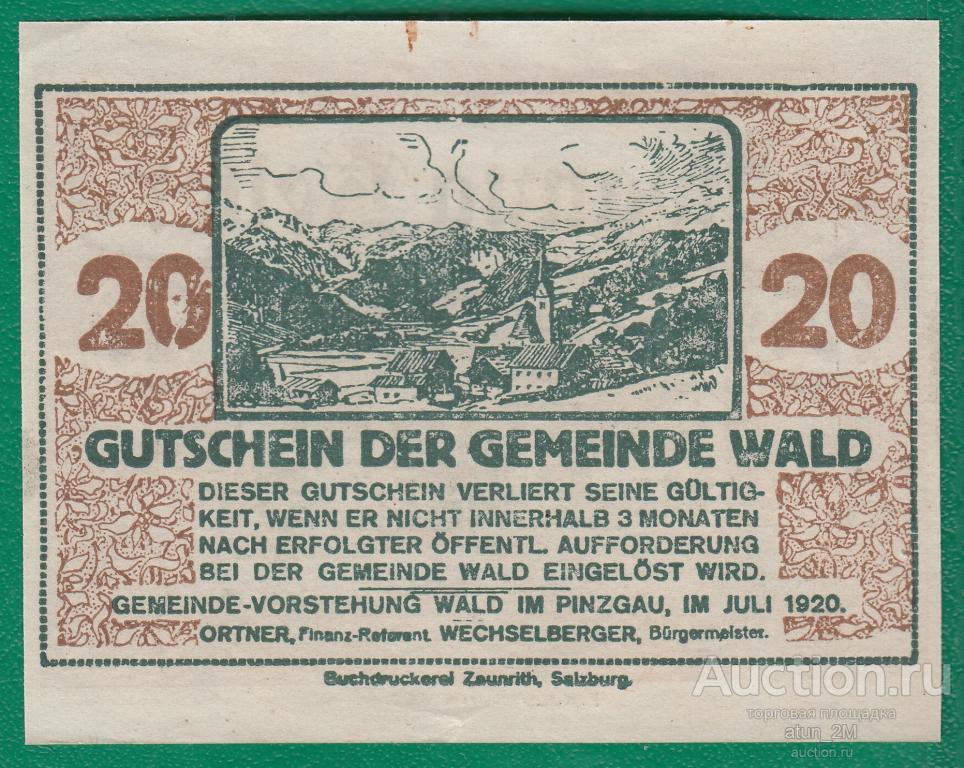 20 20
GUTSCHEIN DER GEMEINDE WALD
DIESER GUTSCHEIN VERLIERT SEINE GÜLTIG-
KEIT, WENN ER NICHT INNERHALB 3 MONATEN
NACH ERFOLGTER ÖFFENTL. AUFFORDERUNG
BEI DER GEMEINDE WALD EINGELÖST WIRD.
GEMEINDE-VORSTEHUNG WALD IM PINZGAU, IM JULI 1920.
ORTNER, Finanz-Referent. WECHSELBERGER, Bürgermeister.
Buchdruckerei Zaunrith, Salzburg.
Auction.ru
торговая площадка
atun_2M
auction.ru